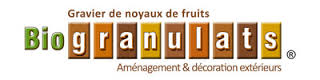 Gravier de noyaux de fruits
Biogranulats®
Aménagement & décoration extérieurs